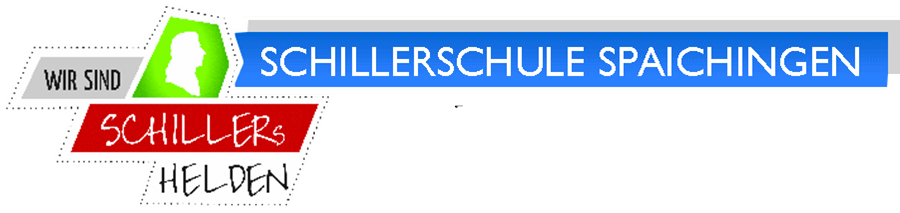 WIR SIND
SCHILLERs
HELDEN
SCHILLERSCHULE SPAICHINGEN